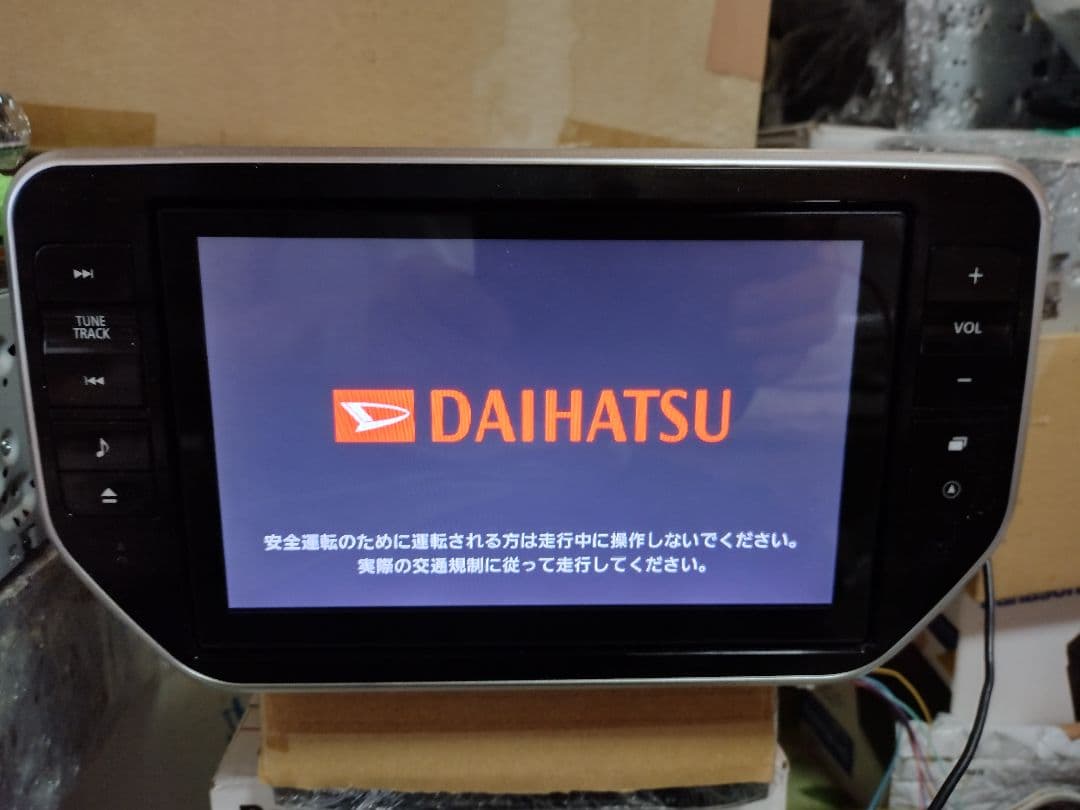 TUNE
TRACK
+
VOL
−
DAIHATSU
安全運転のために運転される方は走行中に操作しないでください。
実際の交通規制に従って走行してください。